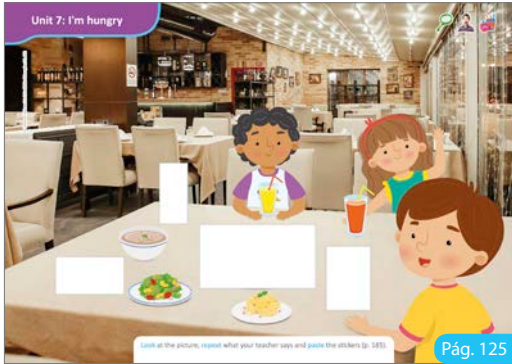 Unit 7: I'm hungry
Look at the picture, repeat what your teacher says and paste the stickers (p. 185).
Pág. 125